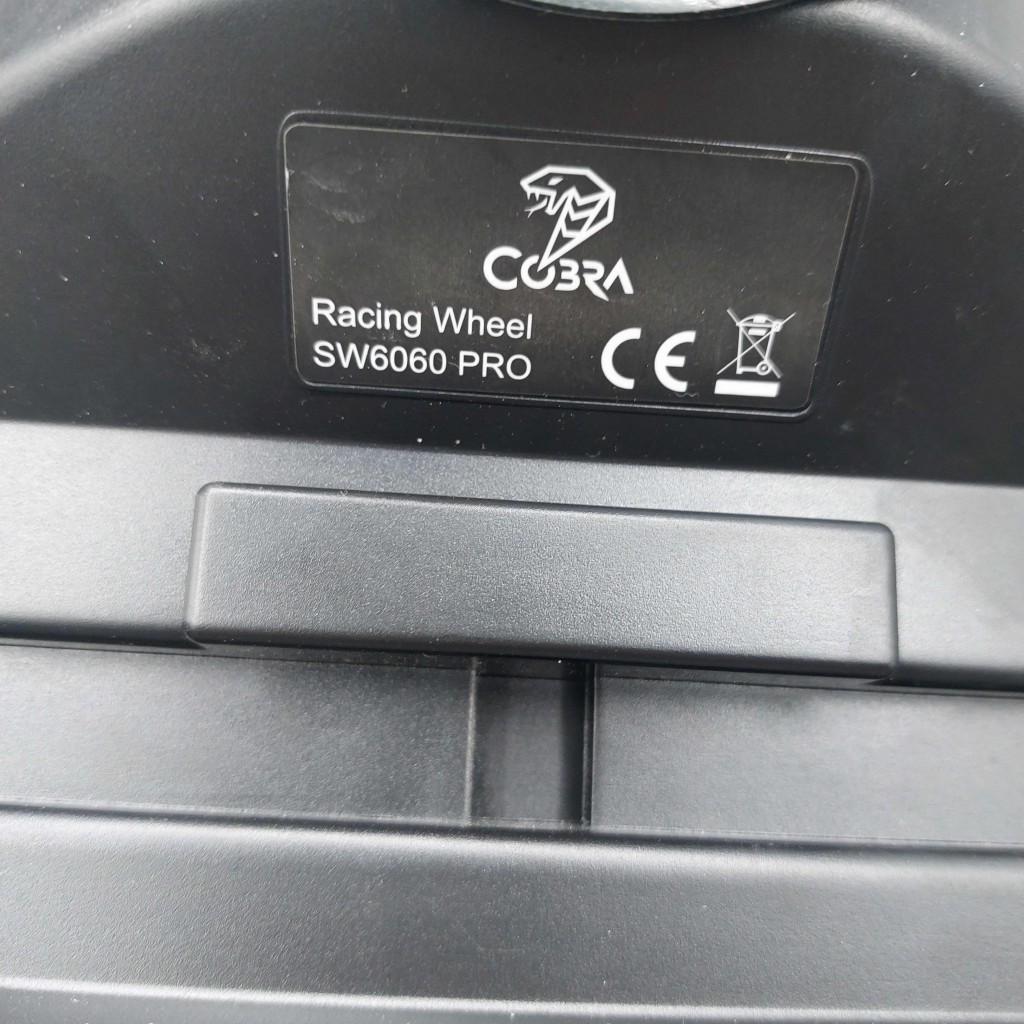 COBRA
Racing Wheel
SW6060 PRO
CE